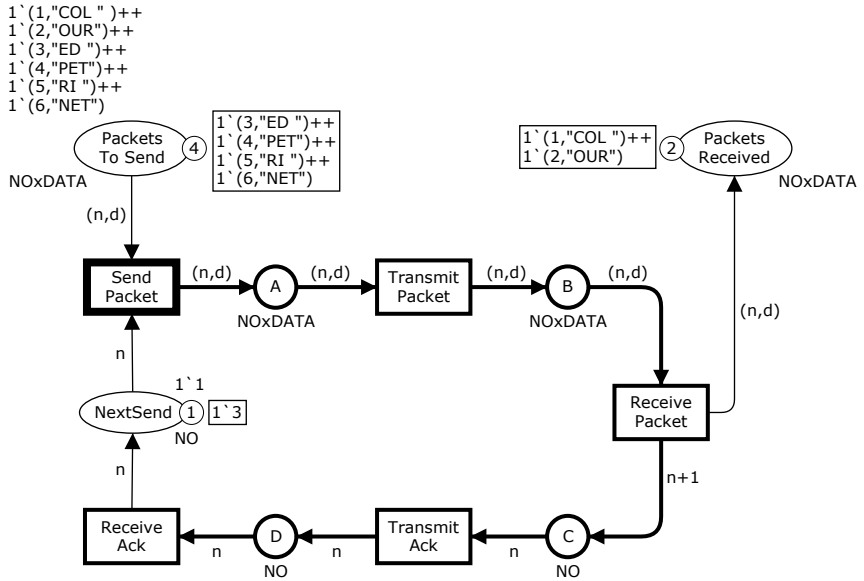 1`(1,"COL ")++
1`(2,"OUR")++
1`(3,"ED ")++
1`(4,"PET")++
1`(5,"RI ")++
1`(6,"NET")
Packets
To Send
4
1`(3,"ED ")++
1`(4,"PET")++
1`(5,"RI ")++
1`(6,"NET")
NOxDATA
1`(1,"COL ")++
1`(2,"OUR")
2
Packets
Received
NOxDATA
(n,d)
Send
Packet
(n,d)
A
NOxDATA
(n,d)
Transmit
Packet
(n,d)
B
NOxDATA
(n,d)
(n,d)
n
1`1
NextSend
1
1`3
NO
Receive
Packet
n
n+1
Receive
Ack
n
D
NO
n
Transmit
Ack
n
C
NO